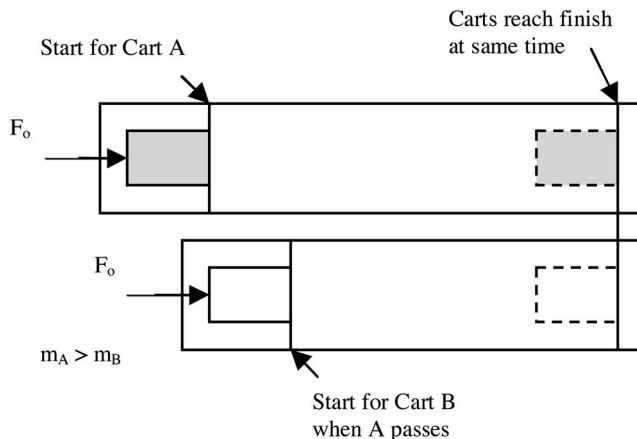 Start for Cart A
Carts reach finish
at same time
Fo
Fo
mA > mB
Start for Cart B
when A passes